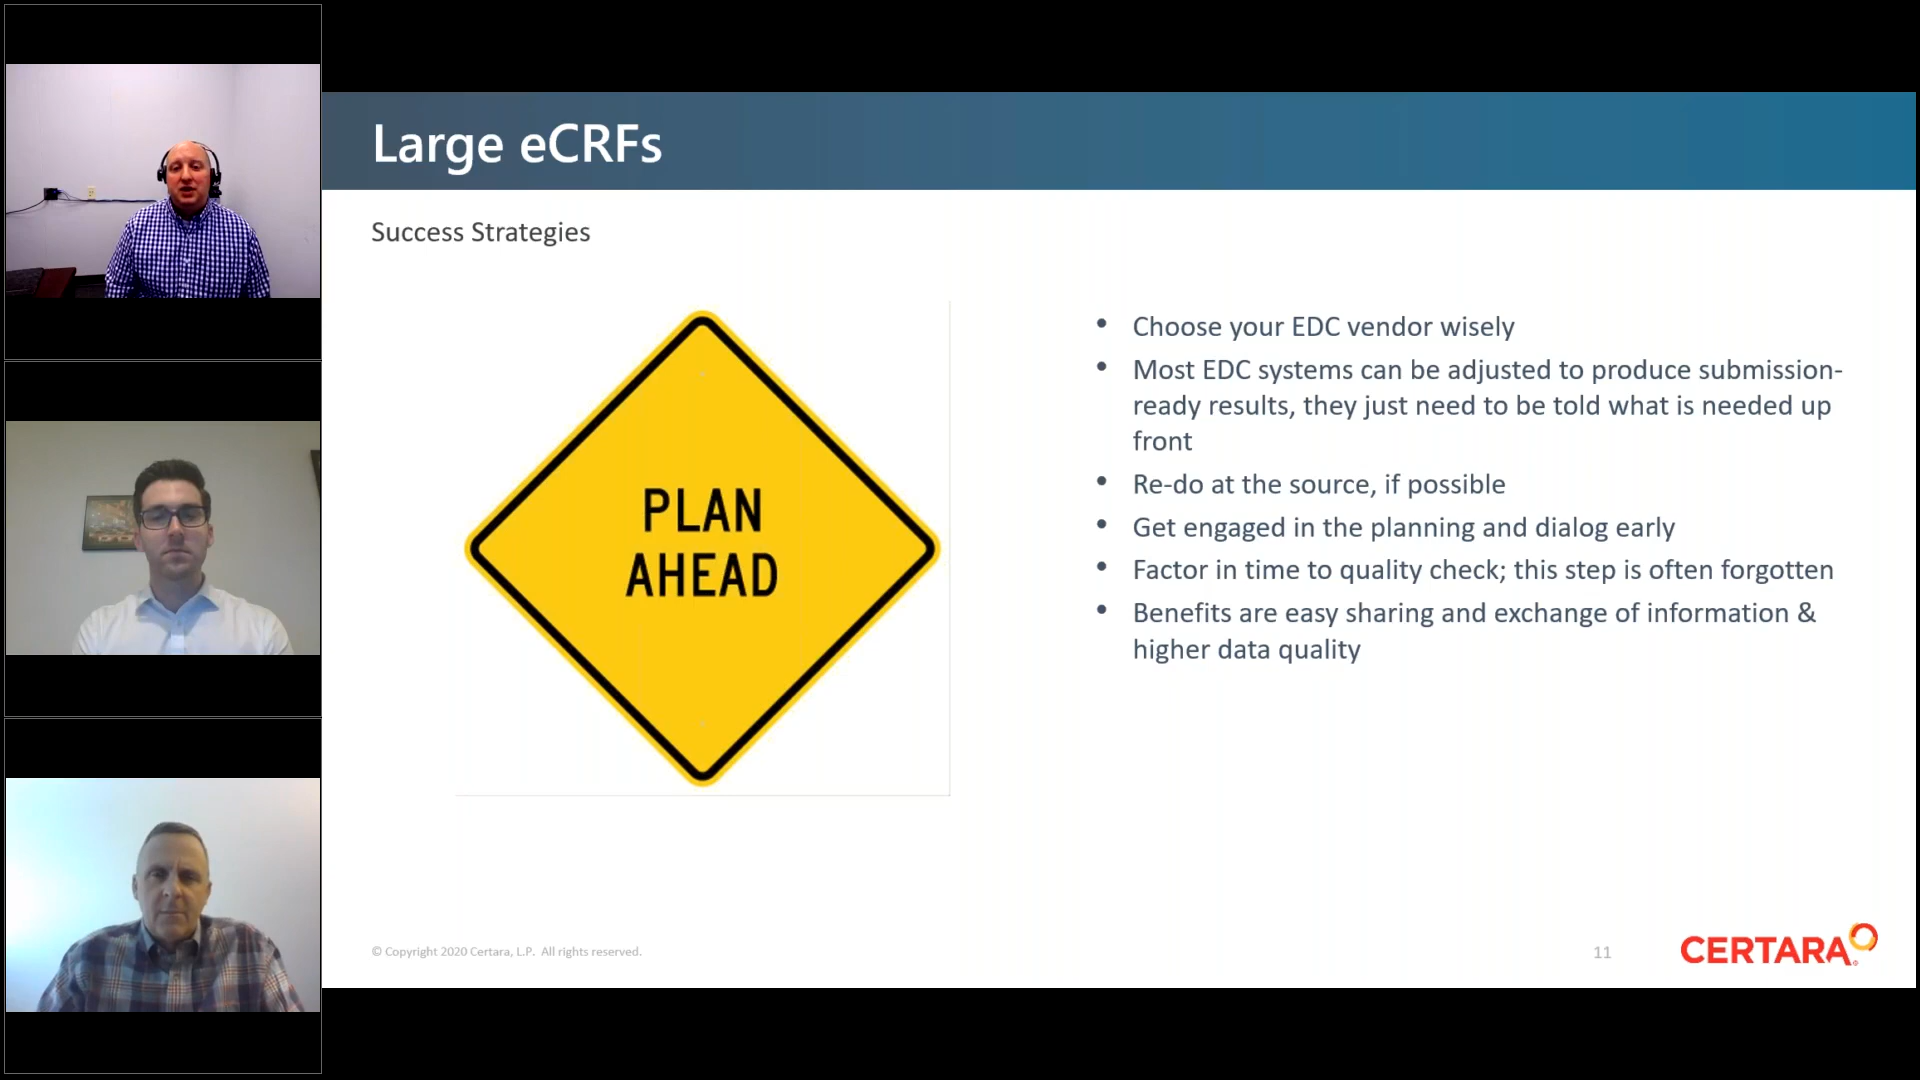 Large eCRFs
Success Strategies
PLAN
AHEAD
• Choose your EDC vendor wisely
• Most EDC systems can be adjusted to produce submission-
ready results, they just need to be told what is needed up
front
• Re-do at the source, if possible
• Get engaged in the planning and dialog early
• Factor in time to quality check; this step is often forgotten
• Benefits are easy sharing and exchange of information &
higher data quality
© Copyright 2020 Certara, L.P. All rights reserved.
11
CERTARA®